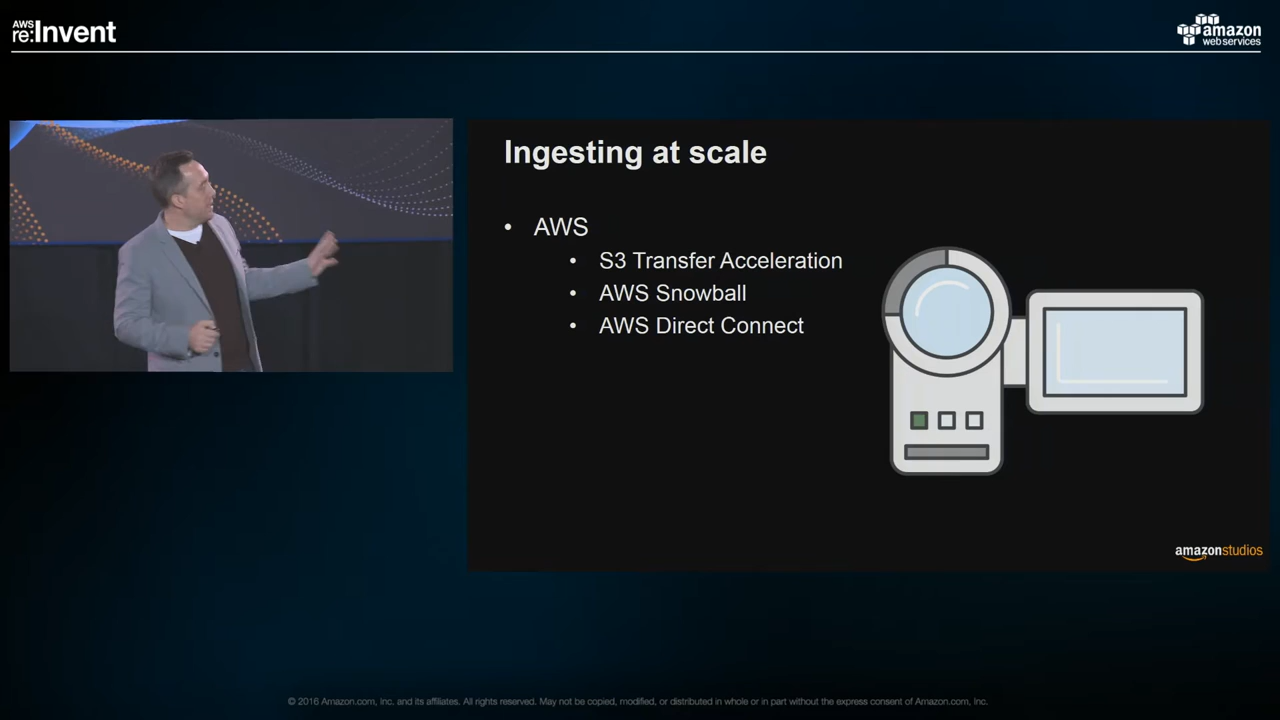 AWS
re:Invent
amazon
web services
Ingesting at scale
• AWS
• S3 Transfer Acceleration
• AWS Snowball
• AWS Direct Connect
amazonstudios
© 2016 Amazon.com, Inc. and its affiliates. All rights reserved. May not be copied, modified, or distributed in whole or in part without the express consent of Amazon.com, Inc.